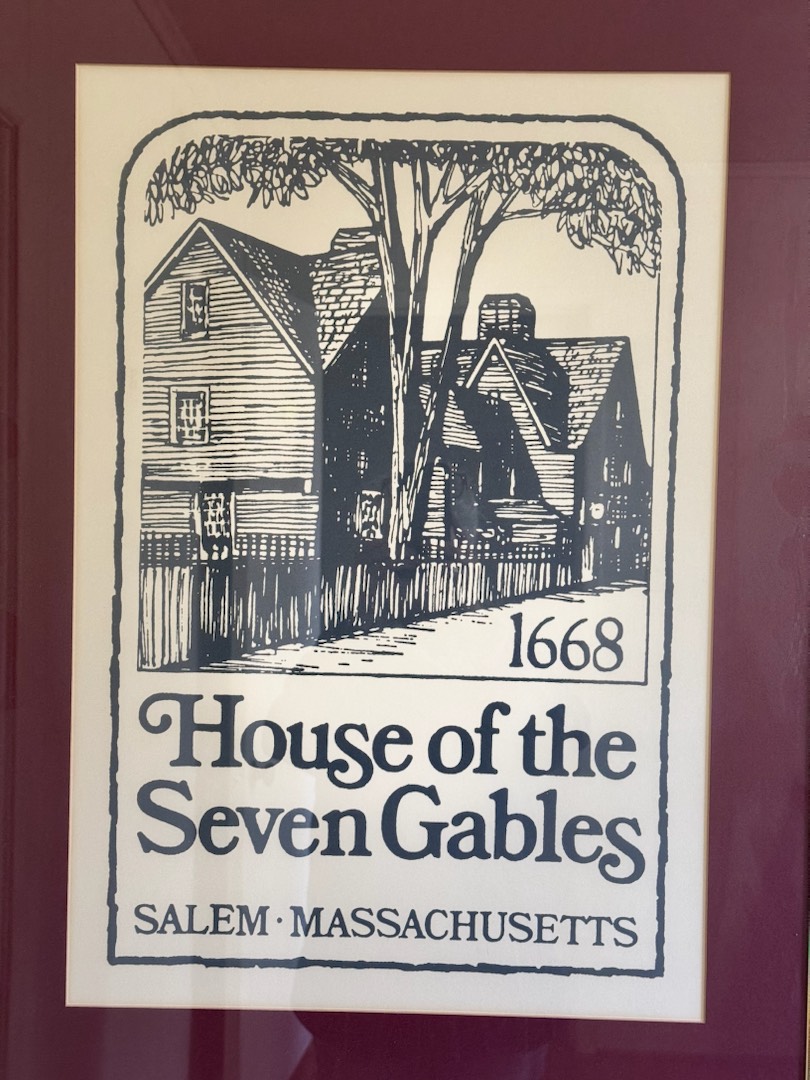 1668
House of the
Seven Gables
SALEM · MASSACHUSETTS